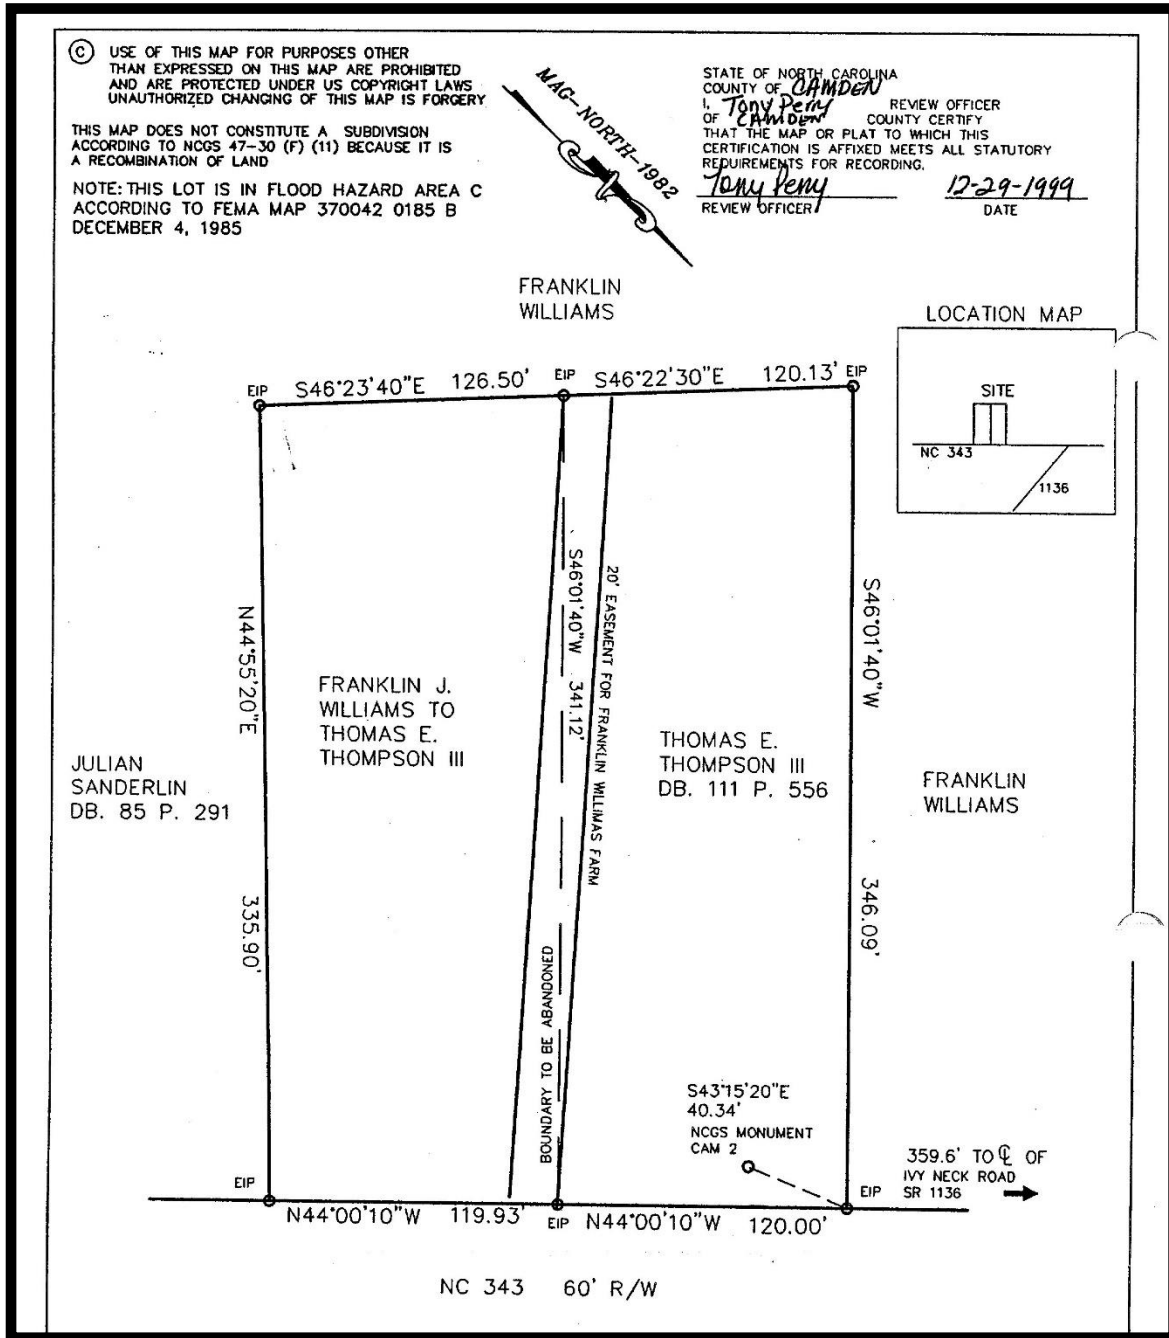 © USE OF THIS MAP FOR PURPOSES OTHER
THAN EXPRESSED ON THIS MAP ARE PROHIBITED
AND ARE PROTECTED UNDER US COPYRIGHT LAWS
UNAUTHORIZED CHANGING OF THIS MAP IS FORGERY
THIS MAP DOES NOT CONSTITUTE A SUBDIVISION
ACCORDING TO NCGS 47-30 (F) (11) BECAUSE IT IS
A RECOMBINATION OF LAND
NOTE: THIS LOT IS IN FLOOD HAZARD AREA C
ACCORDING TO FEMA MAP 370042 0185 B
DECEMBER 4, 1985
MAG-NORTH-1982
STATE OF NORTH CAROLINA
COUNTY OF CAMDEN
I, Tony Perry REVIEW OFFICER
OF CAMDEN COUNTY CERTIFY
THAT THE MAP OR PLAT TO WHICH THIS
CERTIFICATION IS AFFIXED MEETS ALL STATUTORY
REQUIREMENTS FOR RECORDING.
Tony Perry 12-29-1999
REVIEW OFFICER DATE
FRANKLIN
WILLIAMS
LOCATION MAP
SITE
NC 343
1136
EIP S46°23'40"E 126.50' EIP S46°22'30"E 120.13' EIP
N44°55'20"E 335.90'
S46°01'40"W 341.12'
20' EASEMENT FOR FRANKLIN WILLIMAS FARM
S46°01'40"W 346.09'
FRANKLIN J.
WILLIAMS TO
THOMAS E.
THOMPSON III
JULIAN
SANDERLIN
DB. 85 P. 291
THOMAS E.
THOMPSON III
DB. 111 P. 556
FRANKLIN
WILLIAMS
BOUNDARY TO BE ABANDONED
S43°15'20"E
40.34'
NCGS MONUMENT
CAM 2
359.6' TO ℄ OF
IVY NECK ROAD
SR 1136
EIP
EIP
N44°00'10"W 119.93' EIP N44°00'10"W 120.00'
NC 343 60' R/W